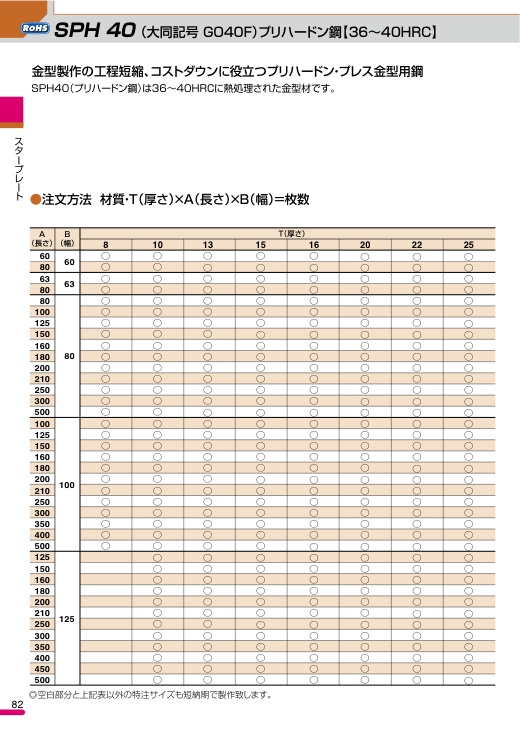 RoHS SPH 40（大同記号 GO40F）プリハードン鋼【36〜40HRC】
金型製作の工程短縮、コストダウンに役立つプリハードン・プレス金型用鋼
SPH40（プリハードン鋼）は36〜40HRCに熱処理された金型材です。
スタープレート
●注文方法 材質・T（厚さ）×A（長さ）×B（幅）＝枚数
A（長さ） B（幅） T（厚さ）
8 10 13 15 16 20 22 25
60 60 ○ ○ ○ ○ ○ ○ ○ ○
80 ○ ○ ○ ○ ○ ○ ○ ○
63 63 ○ ○ ○ ○ ○ ○ ○ ○
80 ○ ○ ○ ○ ○ ○ ○ ○
80 80 ○ ○ ○ ○ ○ ○ ○ ○
100 ○ ○ ○ ○ ○ ○ ○ ○
125 ○ ○ ○ ○ ○ ○ ○ ○
150 ○ ○ ○ ○ ○ ○ ○ ○
160 ○ ○ ○ ○ ○ ○ ○ ○
180 ○ ○ ○ ○ ○ ○ ○ ○
200 ○ ○ ○ ○ ○ ○ ○ ○
210 ○ ○ ○ ○ ○ ○ ○ ○
250 ○ ○ ○ ○ ○ ○ ○ ○
300 ○ ○ ○ ○ ○ ○ ○ ○
500 ○ ○ ○ ○ ○ ○ ○ ○
100 100 ○ ○ ○ ○ ○ ○ ○ ○
125 ○ ○ ○ ○ ○ ○ ○ ○
150 ○ ○ ○ ○ ○ ○ ○ ○
160 ○ ○ ○ ○ ○ ○ ○ ○
180 ○ ○ ○ ○ ○ ○ ○ ○
200 ○ ○ ○ ○ ○ ○ ○ ○
210 ○ ○ ○ ○ ○ ○ ○ ○
250 ○ ○ ○ ○ ○ ○ ○ ○
300 ○ ○ ○ ○ ○ ○ ○ ○
350 ○ ○ ○ ○ ○ ○ ○ ○
400 ○ ○ ○ ○ ○ ○ ○ ○
500 ○ ○ ○ ○ ○ ○ ○ ○
125 125 ○ ○ ○ ○ ○ ○ ○
150 ○ ○ ○ ○ ○ ○ ○
160 ○ ○ ○ ○ ○ ○ ○
180 ○ ○ ○ ○ ○ ○ ○
200 ○ ○ ○ ○ ○ ○ ○
210 ○ ○ ○ ○ ○ ○ ○
250 ○ ○ ○ ○ ○ ○ ○
300 ○ ○ ○ ○ ○ ○ ○
350 ○ ○ ○ ○ ○ ○ ○
400 ○ ○ ○ ○ ○ ○ ○
450 ○ ○ ○ ○ ○ ○ ○
500 ○ ○ ○ ○ ○ ○ ○
◎空白部分と上記表以外の特注サイズも短納期で製作致します。
82